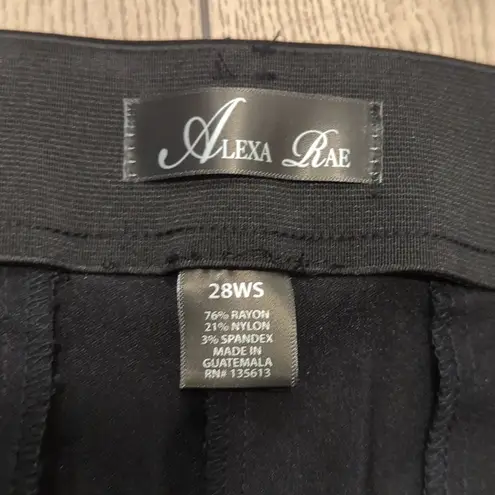 ALEXA RAE
28WS
76% RAYON
21% NYLON
3% SPANDEX
MADE IN
GUATEMALA
RN# 135613